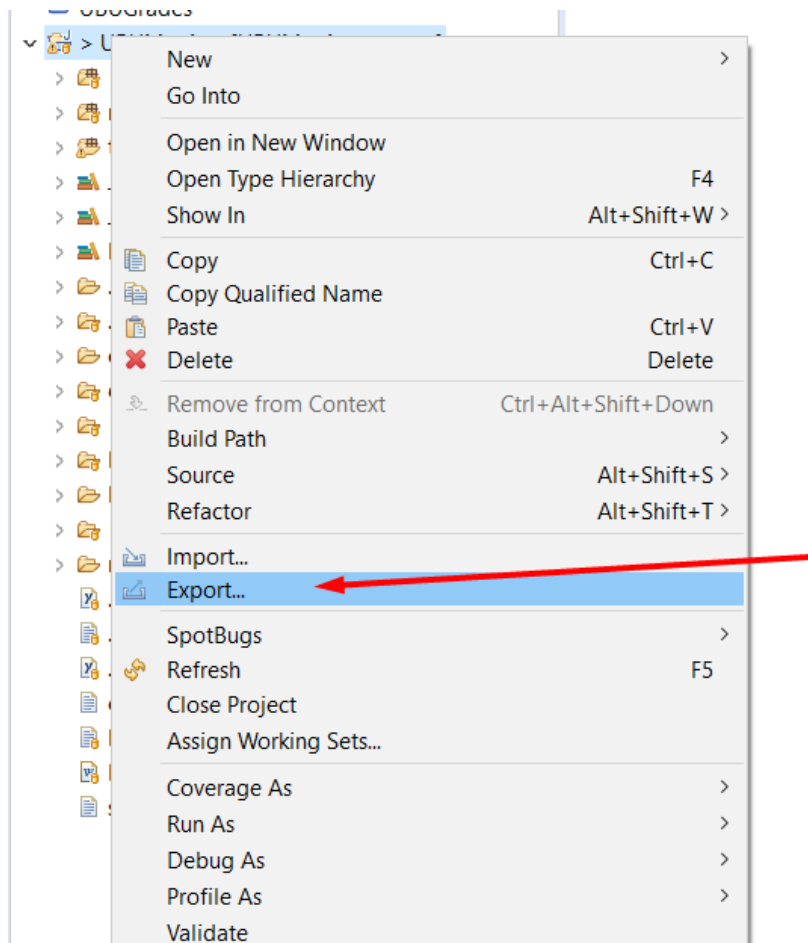 UBUGrades
New
Go Into
Open in New Window
Open Type Hierarchy F4
Show In Alt+Shift+W
Copy Ctrl+C
Copy Qualified Name
Paste Ctrl+V
Delete Delete
Remove from Context Ctrl+Alt+Shift+Down
Build Path
Source Alt+Shift+S
Refactor Alt+Shift+T
Import...
Export...
SpotBugs
Refresh F5
Close Project
Assign Working Sets...
Coverage As
Run As
Debug As
Profile As
Validate